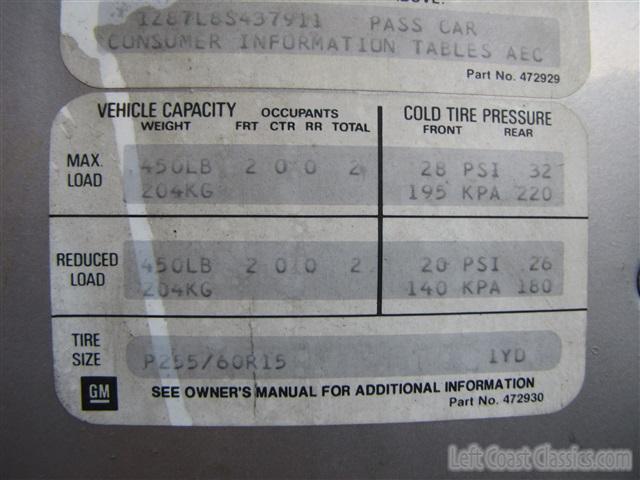 ABOVE.
1Z87L8S437911 PASS CAR
CONSUMER INFORMATION TABLES AEC
Part No. 472929
VEHICLE CAPACITY OCCUPANTS COLD TIRE PRESSURE
WEIGHT FRT CTR RR TOTAL FRONT REAR
MAX. LOAD 450LB 2 0 0 2 28 PSI 32
204KG 195 KPA 220
REDUCED LOAD 450LB 2 0 0 2 20 PSI 26
204KG 140 KPA 180
TIRE SIZE P255/60R15 1YD
GM SEE OWNER'S MANUAL FOR ADDITIONAL INFORMATION
Part No. 472930
Left Coast Classics.com